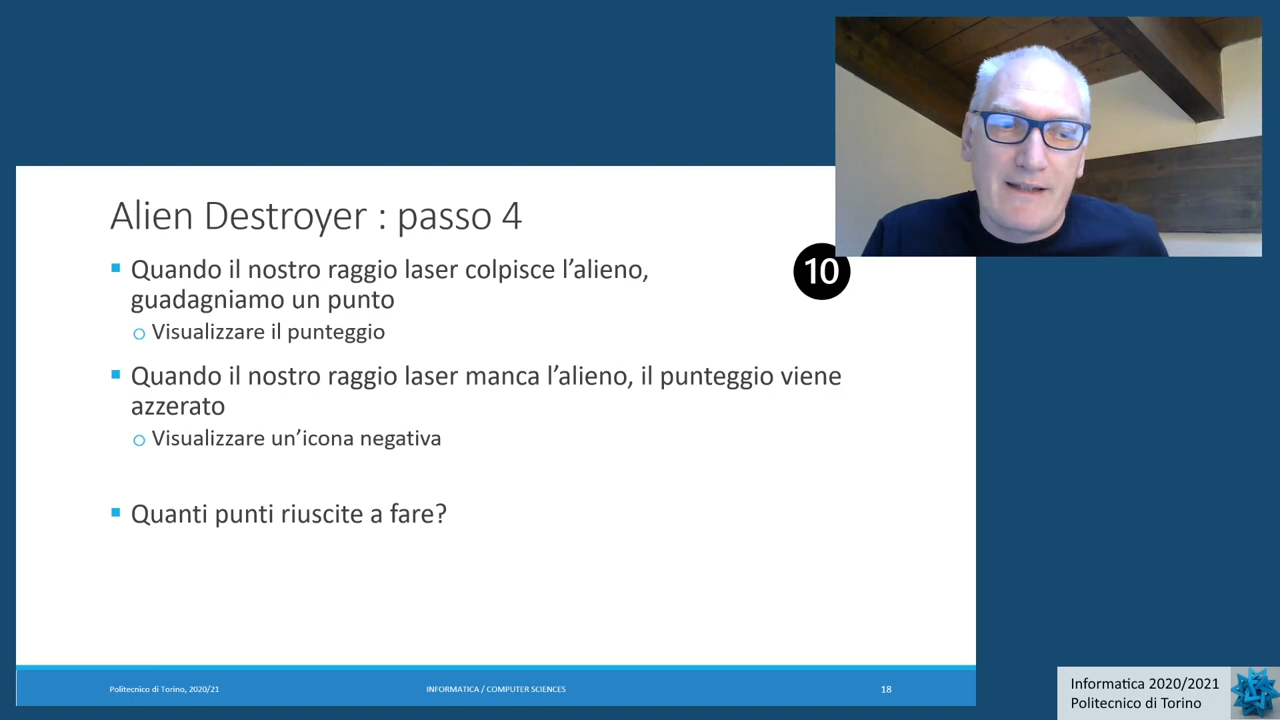 Alien Destroyer : passo 4
Quando il nostro raggio laser colpisce l’alieno,
guadagniamo un punto
10
Visualizzare il punteggio
Quando il nostro raggio laser manca l’alieno, il punteggio viene
azzerato
Visualizzare un’icona negativa
Quanti punti riuscite a fare?
Politecnico di Torino, 2020/21
INFORMATICA / COMPUTER SCIENCES
18
Informatica 2020/2021
Politecnico di Torino